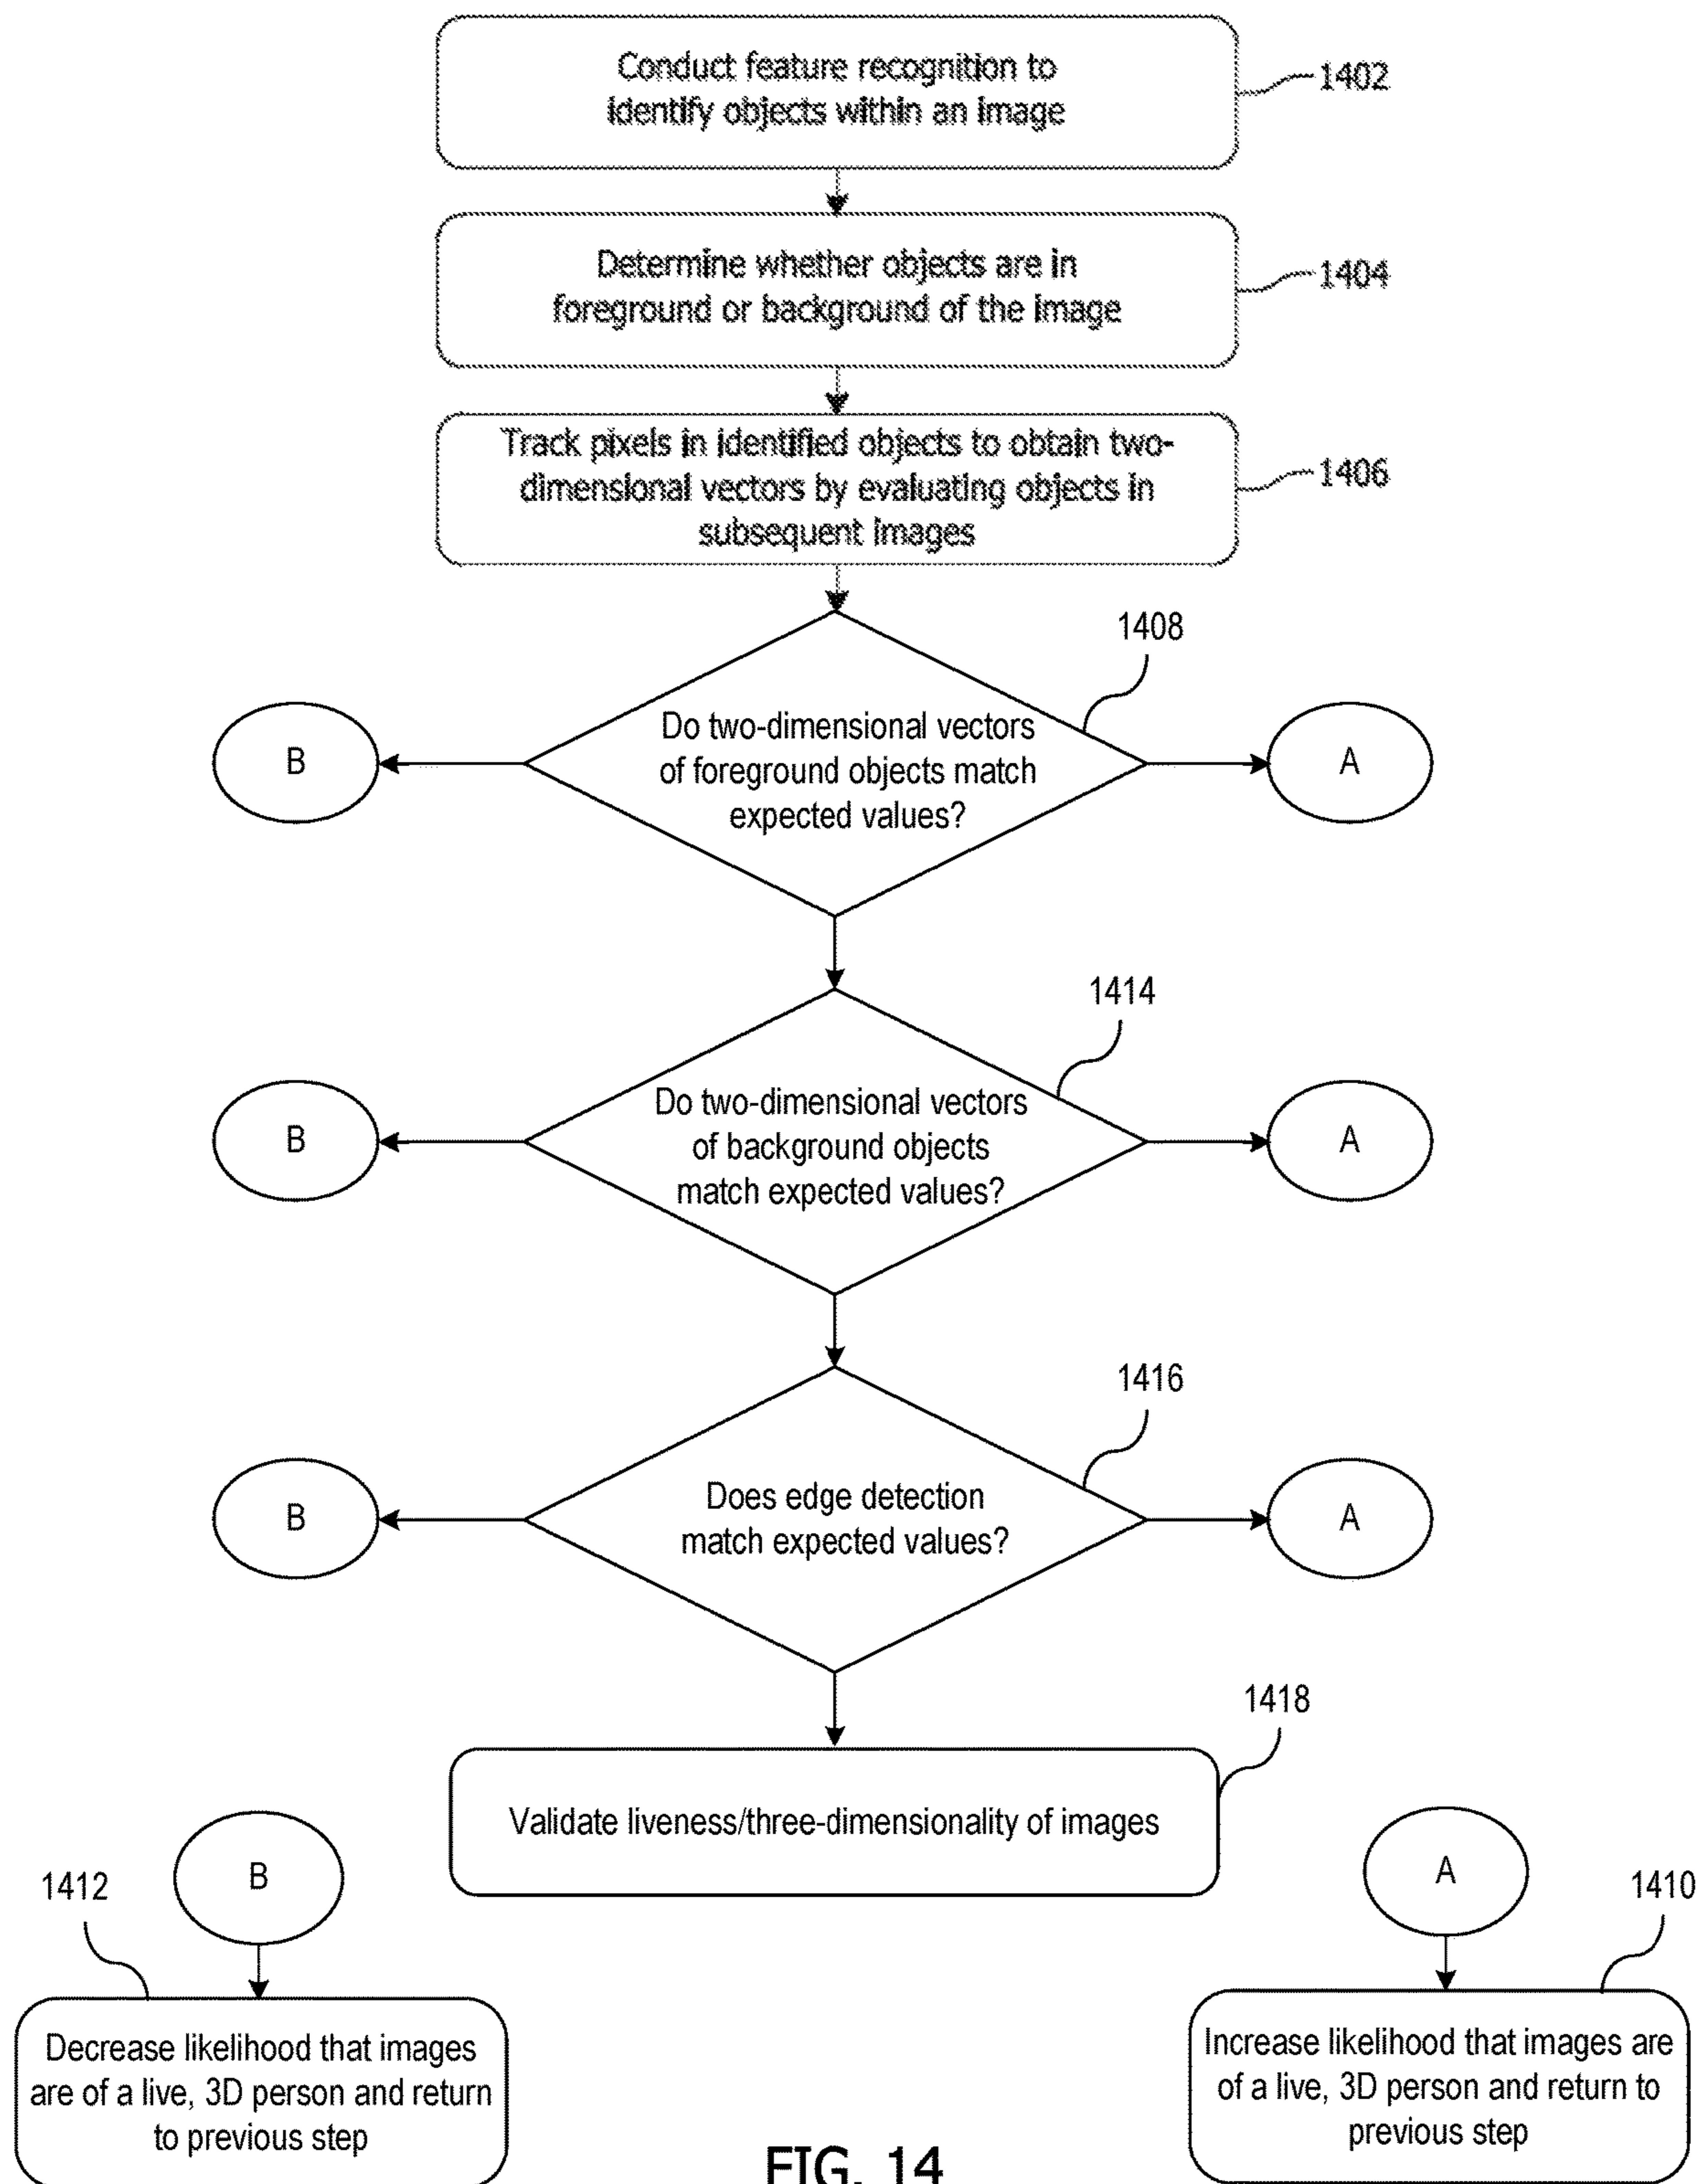 Conduct feature recognition to
identify objects within an image
1402
Determine whether objects are in
foreground or background of the image
1404
Track pixels in identified objects to obtain two-
dimensional vectors by evaluating objects in
subsequent images
1406
1408
Do two-dimensional vectors
of foreground objects match
expected values?
B
A
1414
Do two-dimensional vectors
of background objects
match expected values?
B
A
1416
Does edge detection
match expected values?
B
A
1418
Validate liveness/three-dimensionality of images
B
A
1412
1410
Decrease likelihood that images
are of a live, 3D person and return
to previous step
Increase likelihood that images are
of a live, 3D person and return to
previous step
FIG. 14